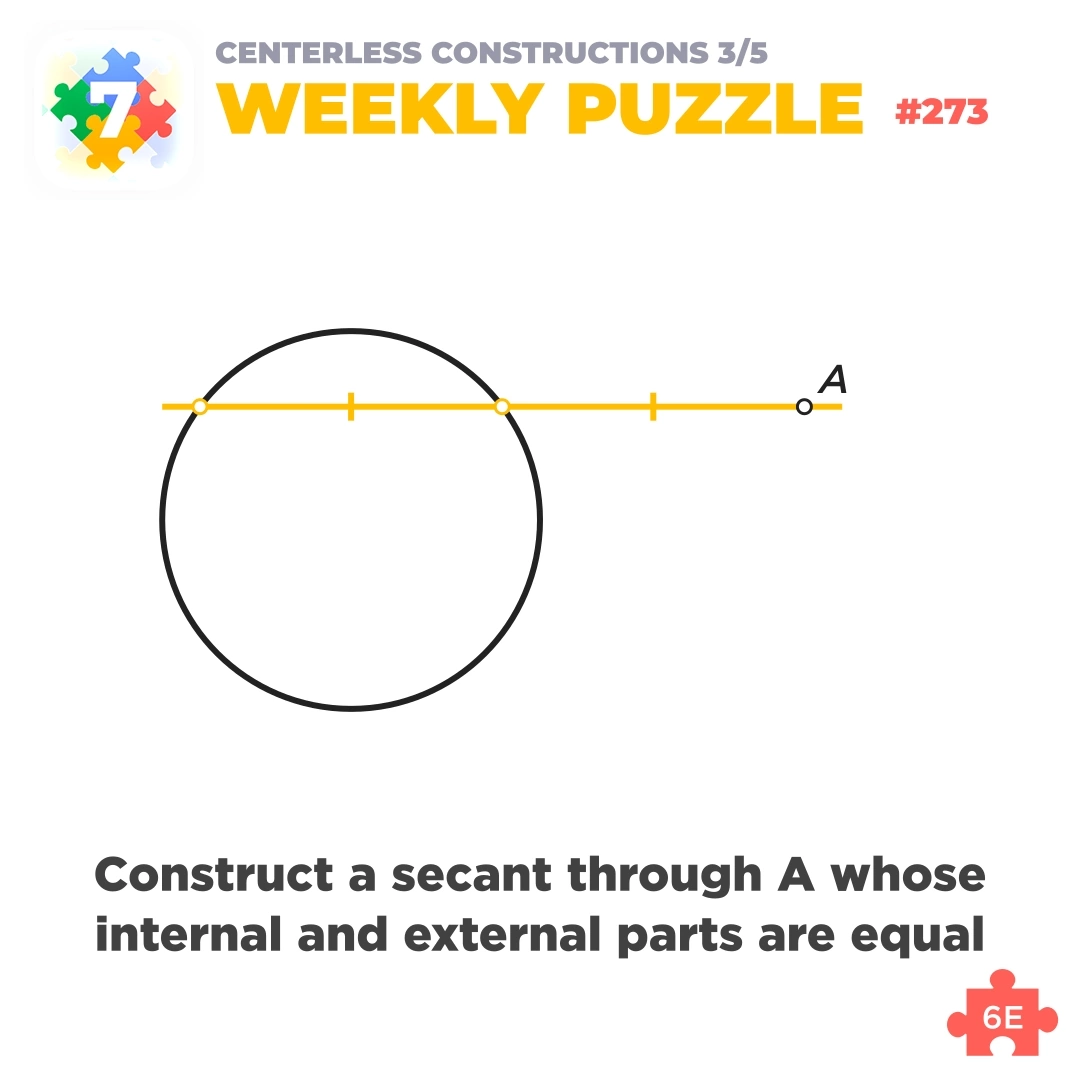 7
CENTERLESS CONSTRUCTIONS 3/5
WEEKLY PUZZLE #273
A
Construct a secant through A whose
internal and external parts are equal
6E